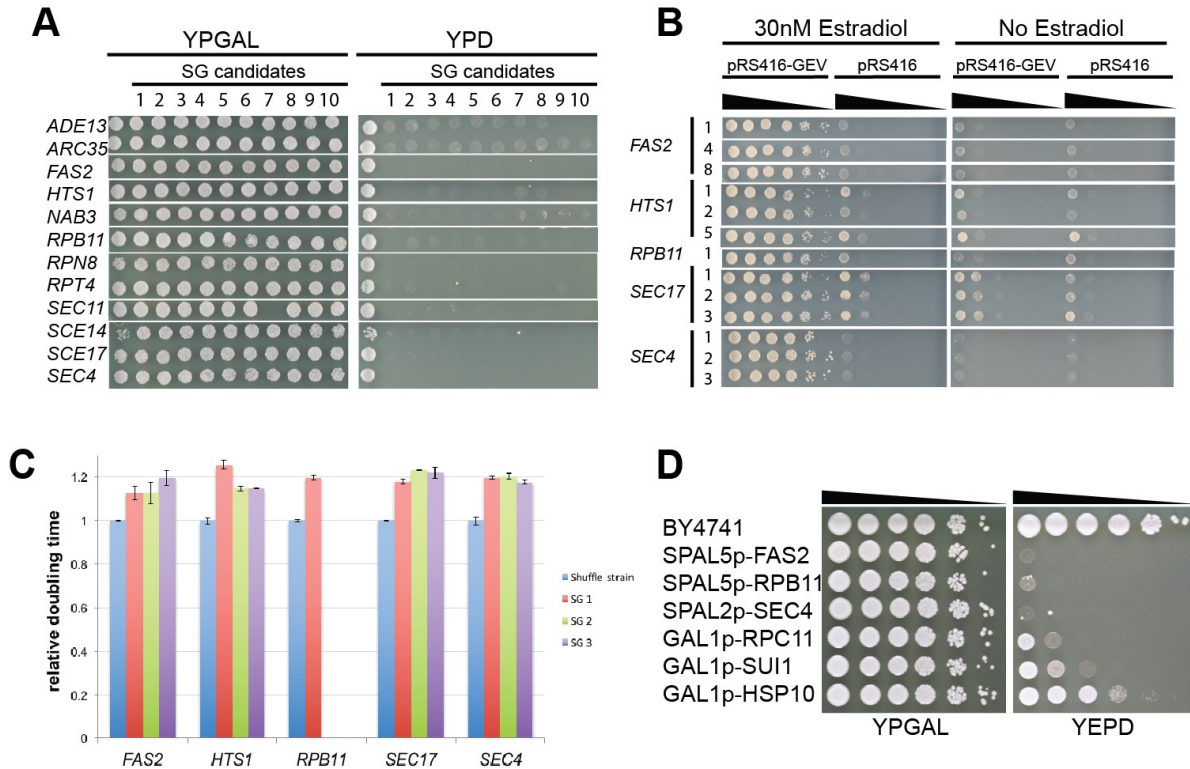 A
YPGAL YPD
SG candidates SG candidates
1 2 3 4 5 6 7 8 9 10 1 2 3 4 5 6 7 8 9 10
ADE13
ARC35
FAS2
HTS1
NAB3
RPB11
RPN8
RPT4
SEC11
SCE14
SCE17
SEC4
B
30nM Estradiol No Estradiol
pRS416-GEV pRS416 pRS416-GEV pRS416
FAS2
1
4
8
HTS1
1
2
5
RPB11 1
SEC17
1
2
3
SEC4
1
2
3
C
relative doubling time
1.2
1
0.8
0.6
0.4
0.2
0
FAS2 HTS1 RPB11 SEC17 SEC4
Shuffle strain
SG 1
SG 2
SG 3
D
BY4741
SPAL5p-FAS2
SPAL5p-RPB11
SPAL2p-SEC4
GAL1p-RPC11
GAL1p-SUI1
GAL1p-HSP10
YPGAL YEPD